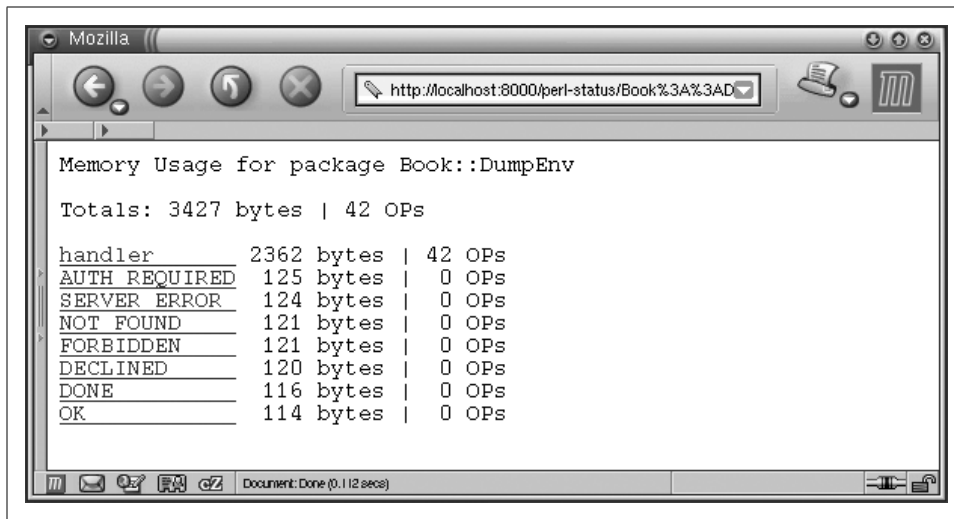 Mozilla
http://localhost:8000/perl-status/Book%3A%3AD
Memory Usage for package Book::DumpEnv
Totals: 3427 bytes | 42 OPs
handler 2362 bytes | 42 OPs
AUTH_REQUIRED 125 bytes | 0 OPs
SERVER_ERROR 124 bytes | 0 OPs
NOT_FOUND 121 bytes | 0 OPs
FORBIDDEN 121 bytes | 0 OPs
DECLINED 120 bytes | 0 OPs
DONE 116 bytes | 0 OPs
OK 114 bytes | 0 OPs
Document: Done (0.112 secs)